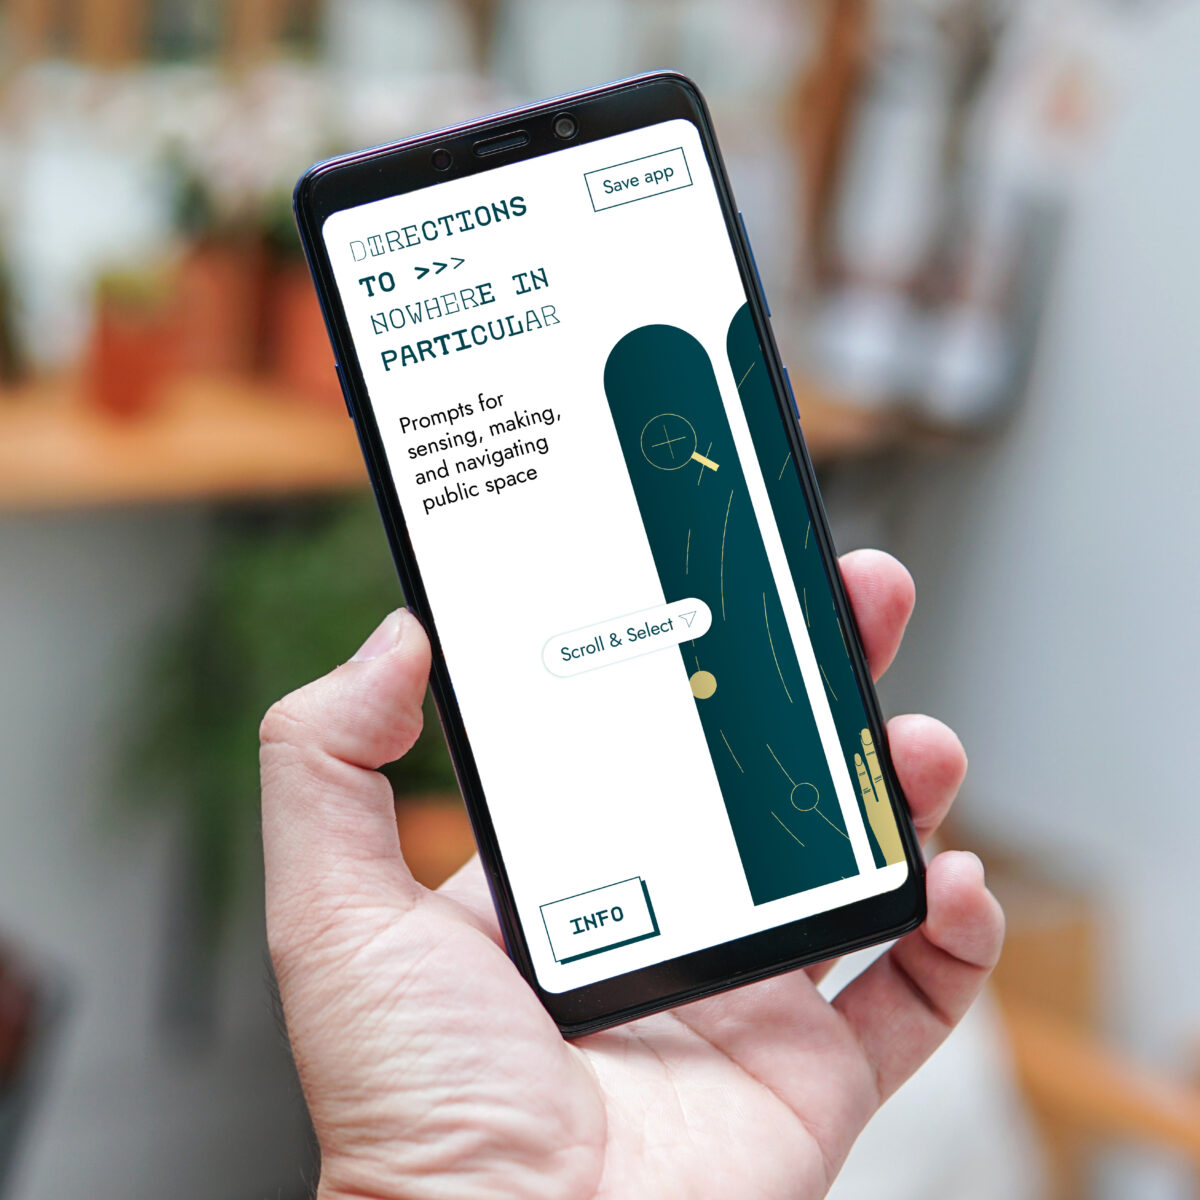 DIRECTIONS
TO >>>
NOWHERE IN
PARTICULAR
Save app
Prompts for
sensing, making,
and navigating
public space
Scroll & Select
INFO